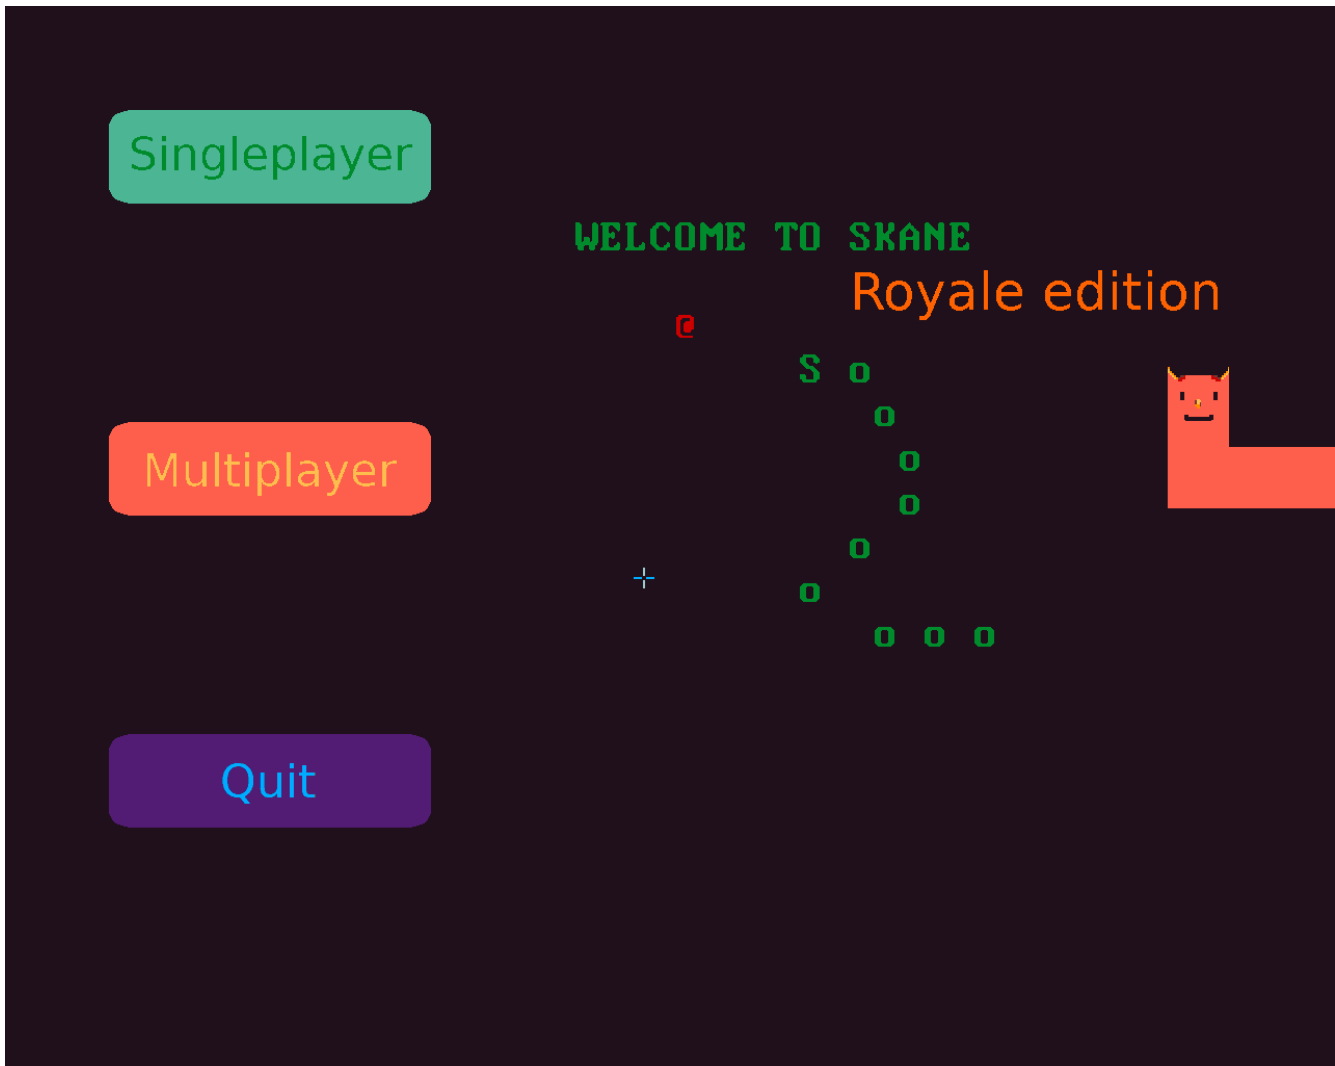 Singleplayer
WELCOME TO SKANE
Royale edition
@
S o
o
o
Multiplayer
o
o
o
o o o
Quit